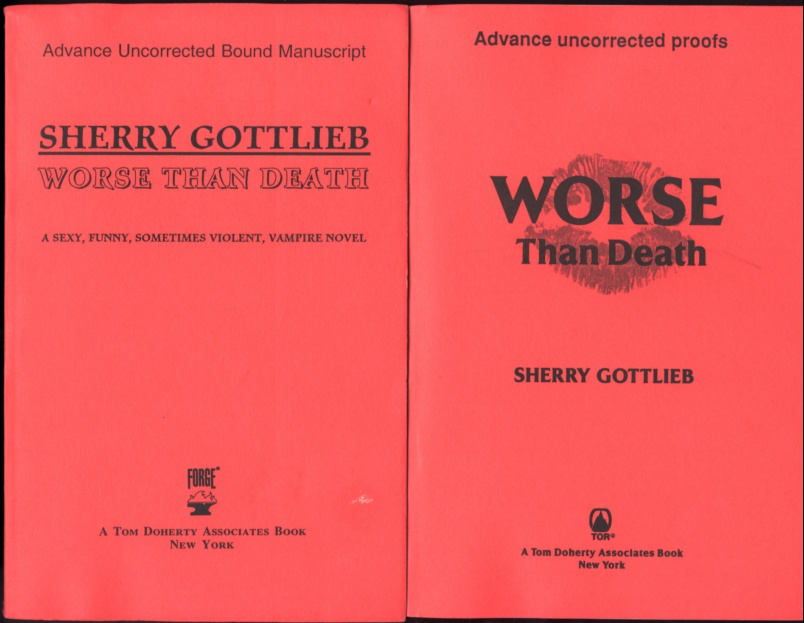 Advance Uncorrected Bound Manuscript
SHERRY GOTTLIEB
WORSE THAN DEATH
A SEXY, FUNNY, SOMETIMES VIOLENT, VAMPIRE NOVEL
FORGE®
A TOM DOHERTY ASSOCIATES BOOK
NEW YORK
Advance uncorrected proofs
WORSE
Than Death
SHERRY GOTTLIEB
TOR®
A Tom Doherty Associates Book
New York